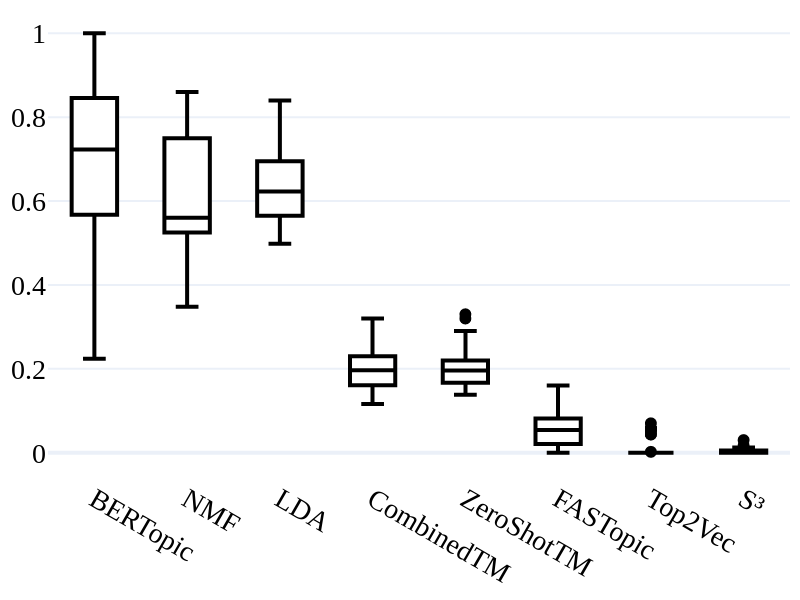 1
0.8
0.6
0.4
0.2
0
BERTopic
NMF
LDA
CombinedTM
ZeroShotTM
FASTopic
Top2Vec
S³